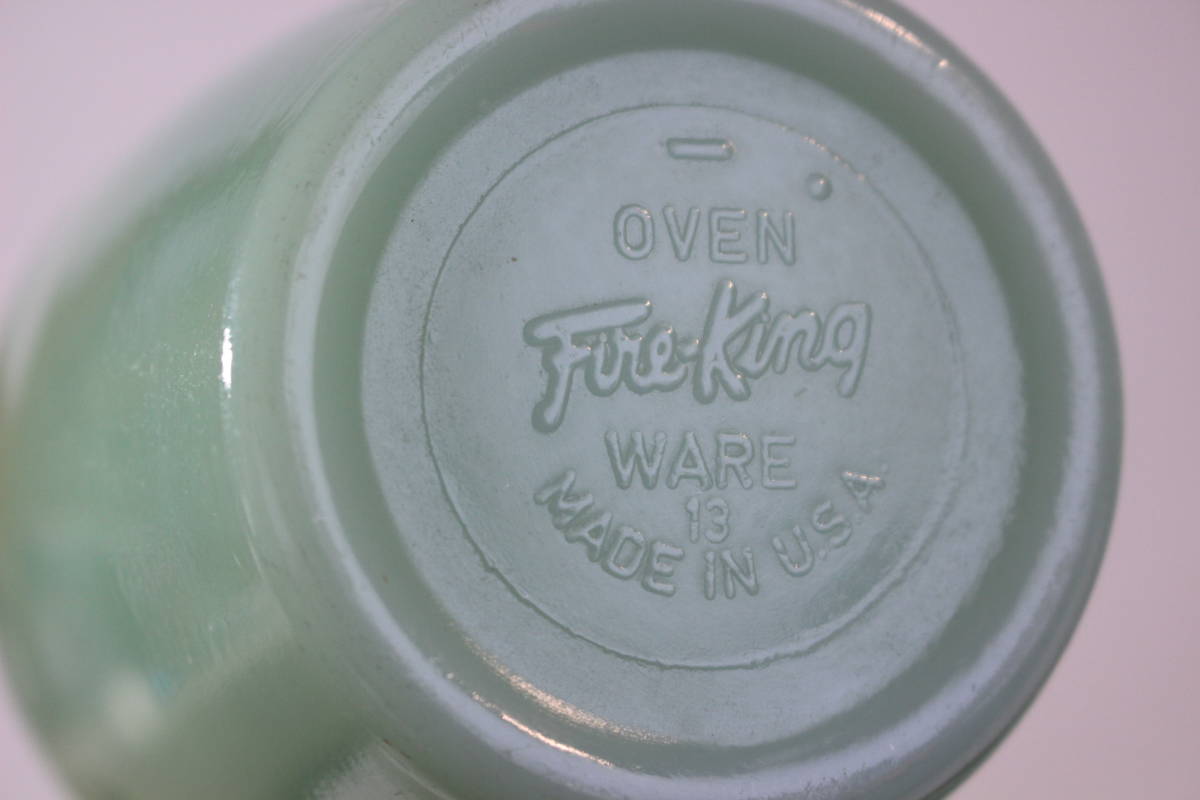 OVEN
Fire-King
WARE
13
MADE IN U.S.A.